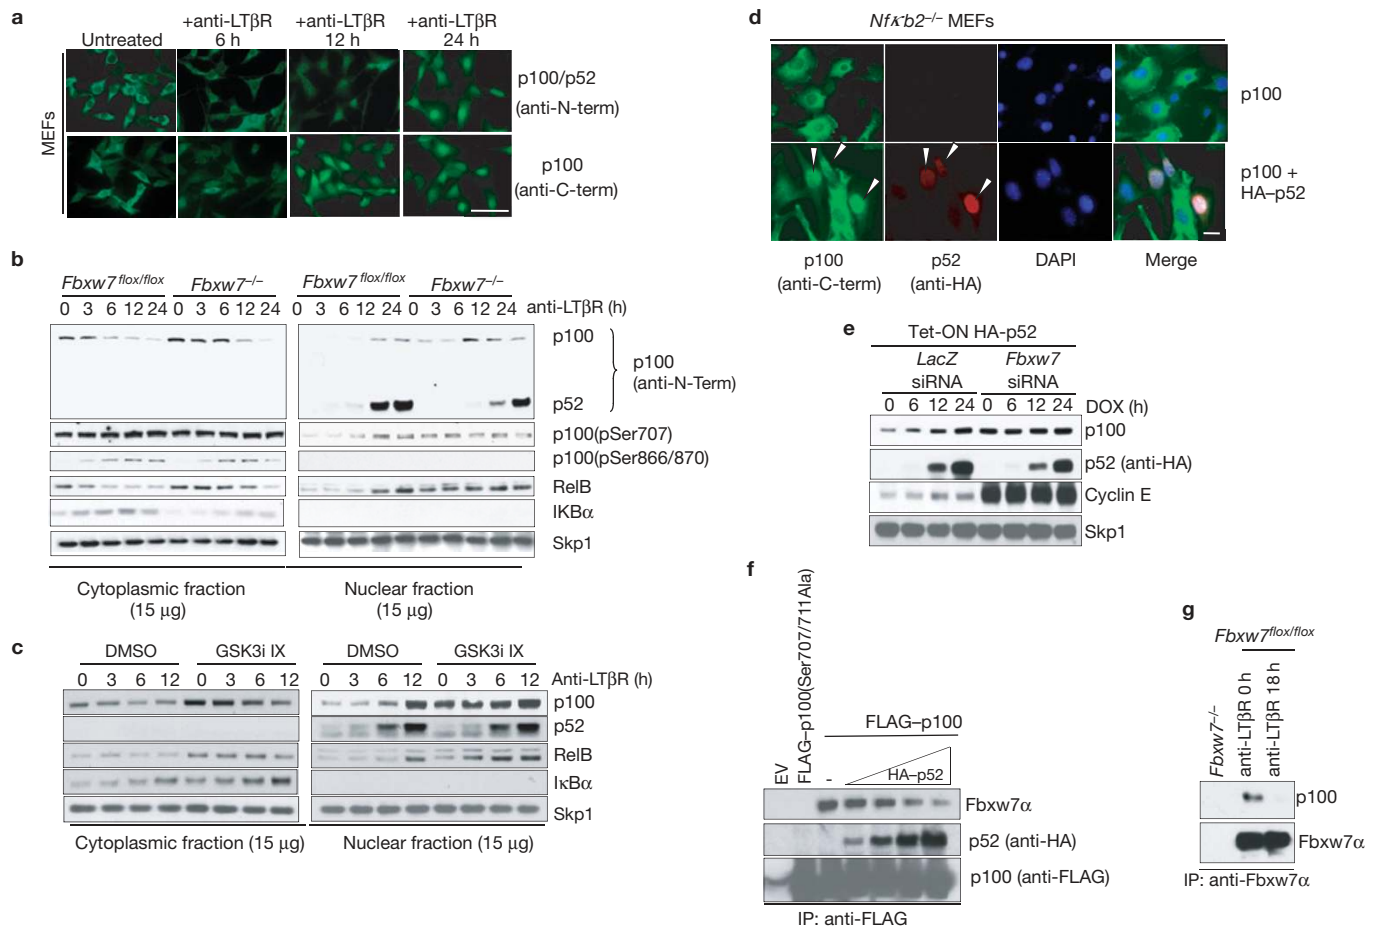 a
+anti-LTβR +anti-LTβR +anti-LTβR
Untreated 6 h 12 h 24 h
MEFs
p100/p52
(anti-N-term)
p100
(anti-C-term)
b
Fbxw7 flox/flox Fbxw7–/– Fbxw7 flox/flox Fbxw7–/–
0 3 6 12 24 0 3 6 12 24 0 3 6 12 24 0 3 6 12 24 anti-LTβR (h)
p100
p100
(anti-N-Term)
p52
p100(pSer707)
p100(pSer866/870)
RelB
IKBα
Skp1
Cytoplasmic fraction
(15 μg)
Nuclear fraction
(15 μg)
c
DMSO GSK3i IX DMSO GSK3i IX
0 3 6 12 0 3 6 12 0 3 6 12 0 3 6 12 Anti-LTβR (h)
p100
p52
RelB
IκBα
Skp1
Cytoplasmic fraction (15 μg) Nuclear fraction (15 μg)
d
Nfκb2–/– MEFs
p100
p100 +
HA–p52
p100
(anti-C-term)
p52
(anti-HA)
DAPI
Merge
e
Tet-ON HA-p52
LacZ
siRNA
Fbxw7
siRNA
0 6 12 24 0 6 12 24 DOX (h)
p100
p52 (anti-HA)
Cyclin E
Skp1
f
EV
FLAG–p100(Ser707/711Ala)
FLAG–p100
-
HA–p52
Fbxw7α
p52 (anti-HA)
p100 (anti-FLAG)
IP: anti-FLAG
g
Fbxw7flox/flox
Fbxw7–/–
anti-LTβR 0 h
anti-LTβR 18 h
p100
Fbxw7α
IP: anti-Fbxw7α